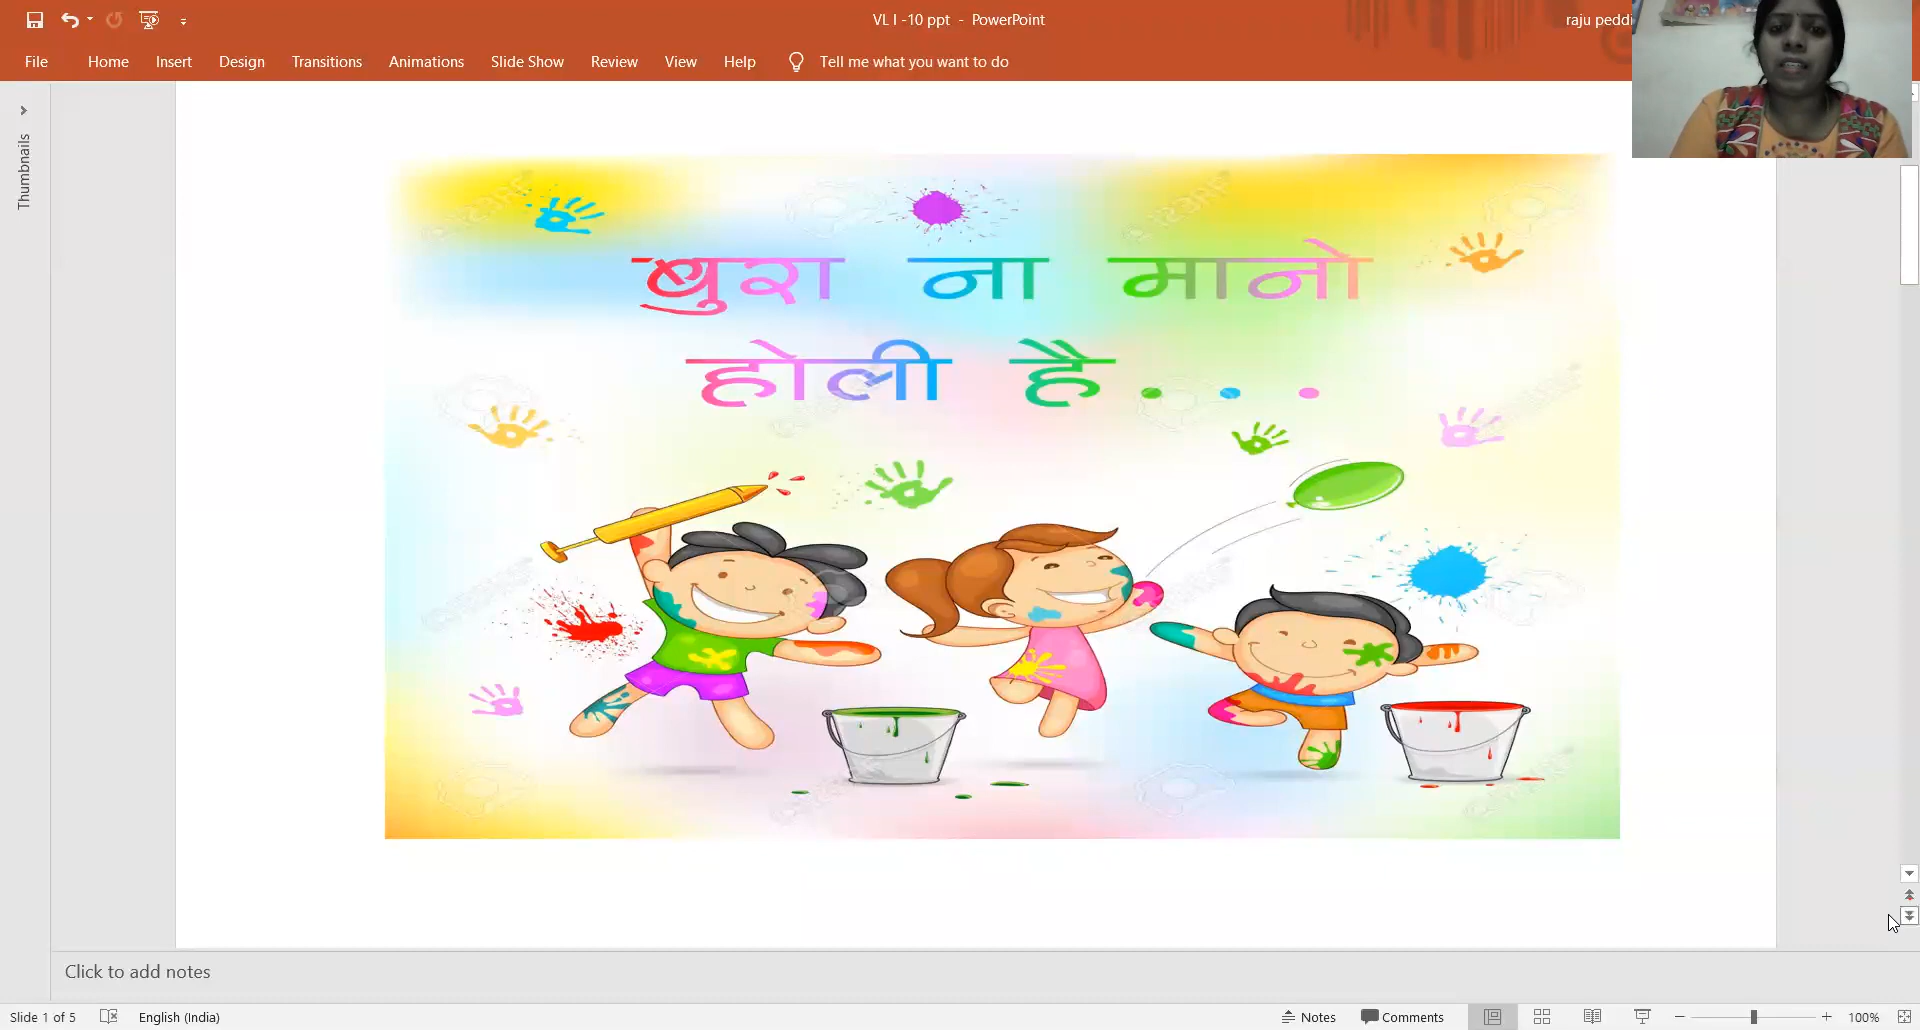 VL I -10 ppt - PowerPoint
raju peddi
File Home Insert Design Transitions Animations Slide Show Review View Help Tell me what you want to do
Thumbnails
बुरा ना मानो
होली है...
Click to add notes
Slide 1 of 5 English (India) Notes Comments 100%